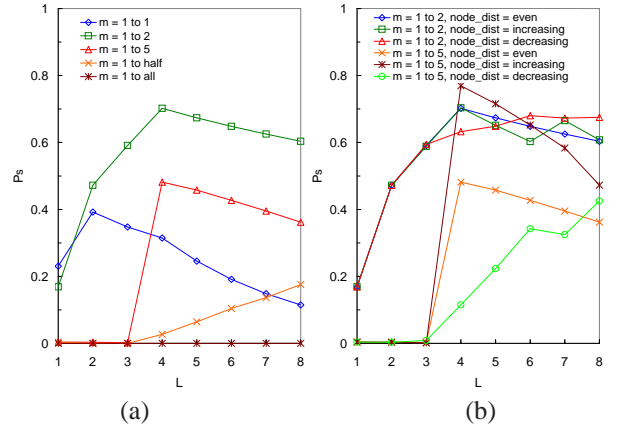 1
m = 1 to 1
m = 1 to 2
m = 1 to 5
m = 1 to half
m = 1 to all
0.8
0.6
0.4
0.2
0
Ps
1 2 3 4 5 6 7 8
L
(a)
1
m = 1 to 2, node_dist = even
m = 1 to 2, node_dist = increasing
m = 1 to 2, node_dist = decreasing
m = 1 to 5, node_dist = even
m = 1 to 5, node_dist = increasing
m = 1 to 5, node_dist = decreasing
0.8
0.6
0.4
0.2
0
Ps
1 2 3 4 5 6 7 8
L
(b)